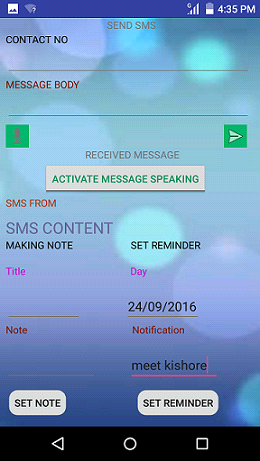 4:35 PM
SEND SMS
CONTACT NO
MESSAGE BODY
RECEIVED MESSAGE
ACTIVATE MESSAGE SPEAKING
SMS FROM
SMS CONTENT
MAKING NOTE SET REMINDER
Title Day
24/09/2016
Note Notification
meet kishore
SET NOTE SET REMINDER